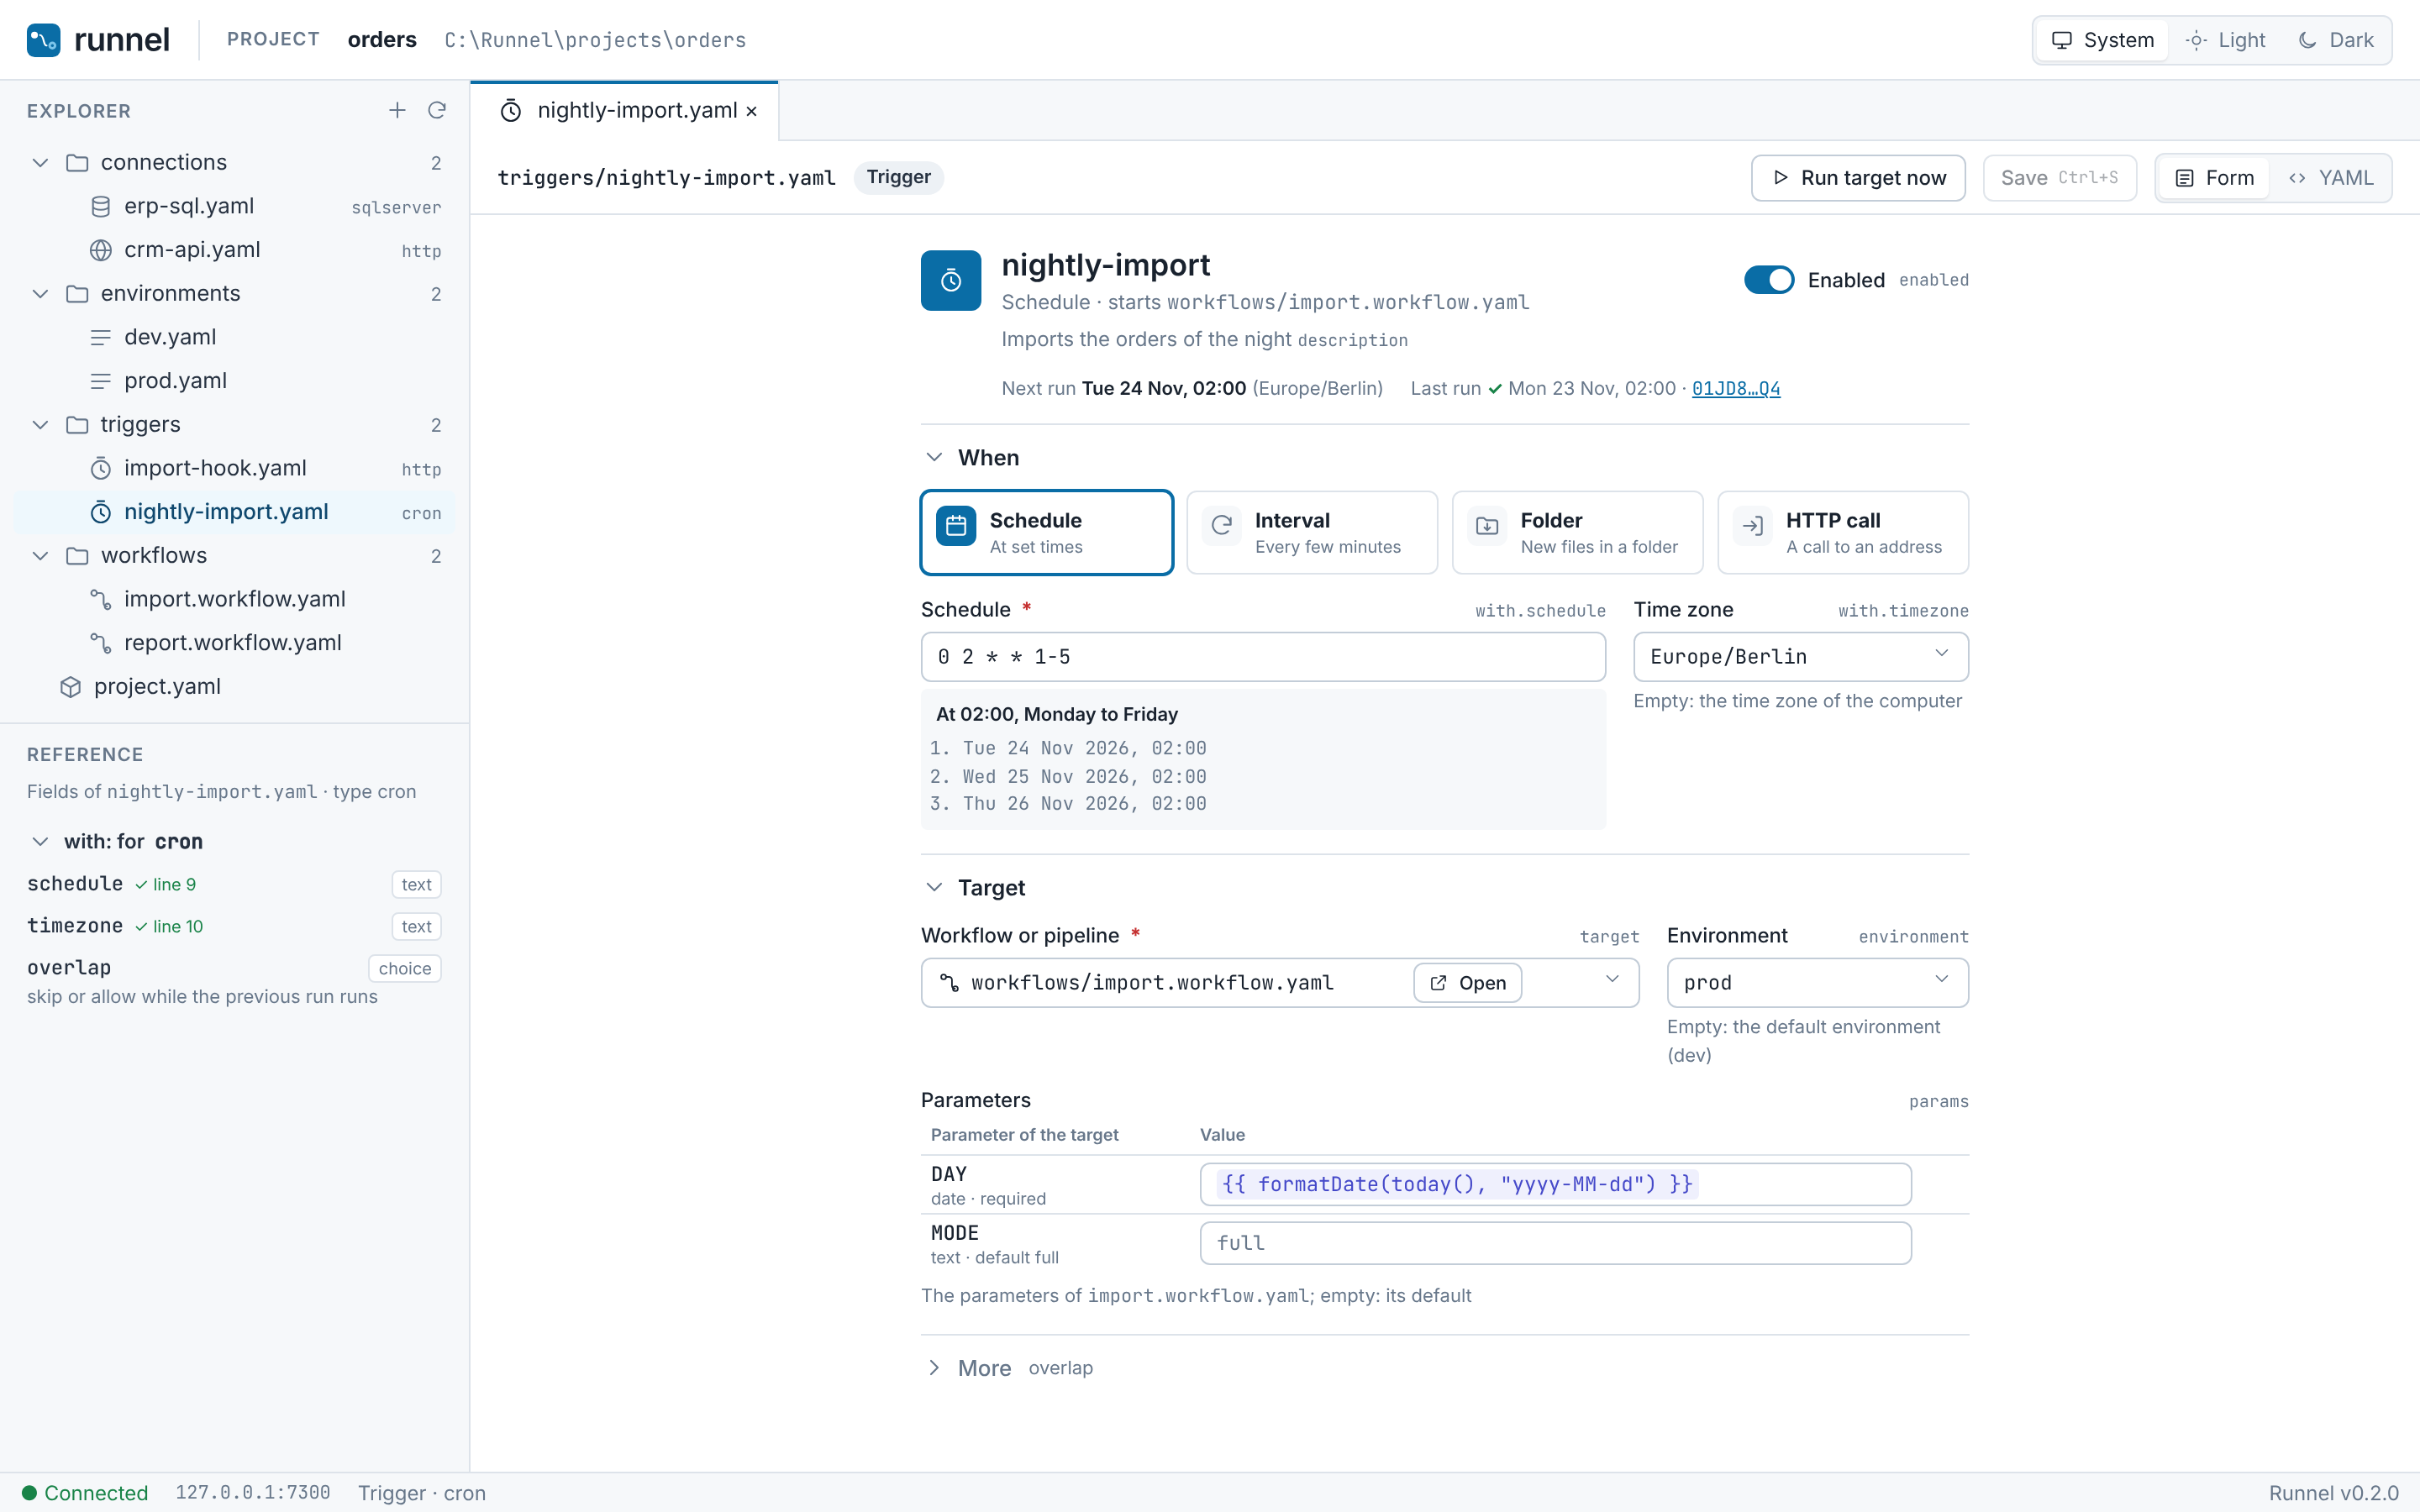 runnel PROJECT orders C:\Runnel\projects\orders System Light Dark
EXPLORER
connections 2
erp-sql.yaml sqlserver
crm-api.yaml http
environments 2
dev.yaml
prod.yaml
triggers 2
import-hook.yaml http
nightly-import.yaml cron
workflows 2
import.workflow.yaml
report.workflow.yaml
project.yaml
REFERENCE
Fields of nightly-import.yaml · type cron
with: for cron
schedule ✓ line 9 text
timezone ✓ line 10 text
overlap choice
skip or allow while the previous run runs
nightly-import.yaml ×
triggers/nightly-import.yaml Trigger Run target now Save Ctrl+S Form YAML
nightly-import
Enabled enabled
Schedule · starts workflows/import.workflow.yaml
Imports the orders of the night description
Next run Tue 24 Nov, 02:00 (Europe/Berlin) Last run ✓ Mon 23 Nov, 02:00 · 01JD8…Q4
When
Schedule
At set times
Interval
Every few minutes
Folder
New files in a folder
HTTP call
A call to an address
Schedule * with.schedule
0 2 * * 1-5
At 02:00, Monday to Friday
1. Tue 24 Nov 2026, 02:00
2. Wed 25 Nov 2026, 02:00
3. Thu 26 Nov 2026, 02:00
Time zone with.timezone
Europe/Berlin
Empty: the time zone of the computer
Target
Workflow or pipeline * target
workflows/import.workflow.yaml Open
Environment environment
prod
Empty: the default environment
(dev)
Parameters params
Parameter of the target Value
DAY
date · required
{{ formatDate(today(), "yyyy-MM-dd") }}
MODE
text · default full
full
The parameters of import.workflow.yaml; empty: its default
More overlap
Connected 127.0.0.1:7300 Trigger · cron Runnel v0.2.0